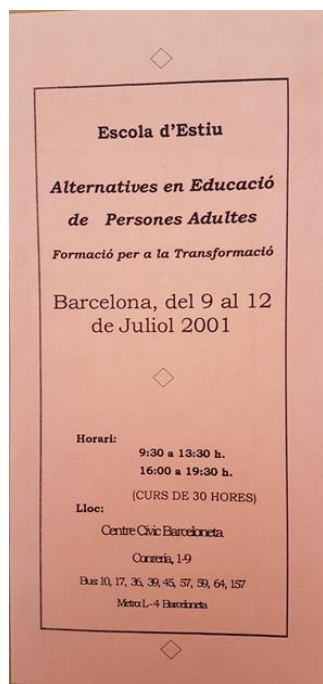 Escola d'Estiu
Alternatives en Educació
de Persones Adultes
Formació per a la Transformació
Barcelona, del 9 al 12
de Juliol 2001
Horari:
9:30 a 13:30 h.
16:00 a 19:30 h.
(CURS DE 30 HORES)
Lloc:
Centre Cívic Barceloneta
Conreria, 1-9
Bus: 10, 17, 36, 39, 45, 57, 59, 64, 157
Metro: L-4 Barceloneta